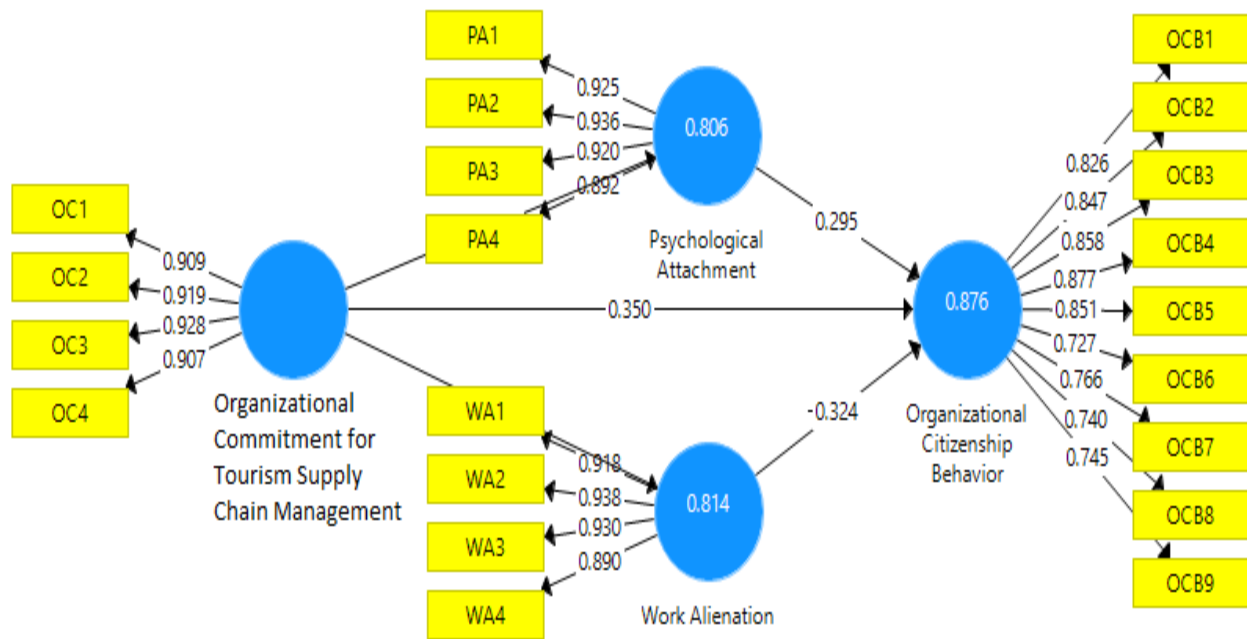 PA1
PA2
PA3
PA4
0.925
0.936
0.920
0.892
0.806
Psychological
Attachment
OC1
OC2
OC3
OC4
0.909
0.919
0.928
0.907
Organizational
Commitment for
Tourism Supply
Chain Management
0.295
0.350
-0.324
WA1
WA2
WA3
WA4
0.918
0.938
0.930
0.890
0.814
Work Alienation
0.876
Organizational
Citizenship
Behavior
0.826
0.847
0.858
0.877
0.851
0.727
0.766
0.740
0.745
OCB1
OCB2
OCB3
OCB4
OCB5
OCB6
OCB7
OCB8
OCB9